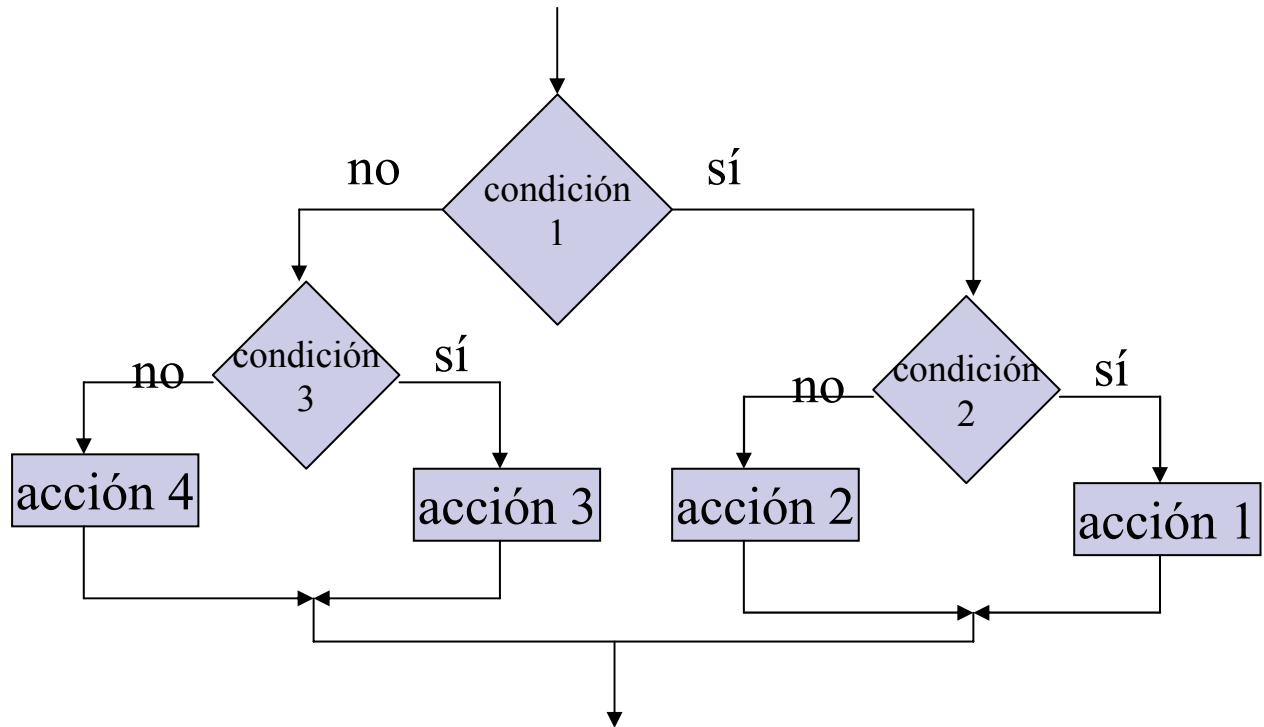 no
sí
condición
1
condición
3
no
sí
condición
2
no
sí
acción 4
acción 3
acción 2
acción 1